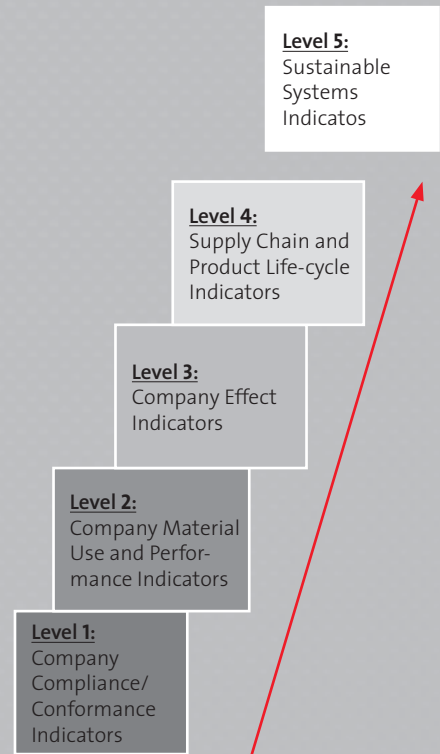 Level 5:
Sustainable
Systems
Indicatos
Level 4:
Supply Chain and
Product Life-cycle
Indicators
Level 3:
Company Effect
Indicators
Level 2:
Company Material
Use and Perfor-
mance Indicators
Level 1:
Company
Compliance/
Conformance
Indicators